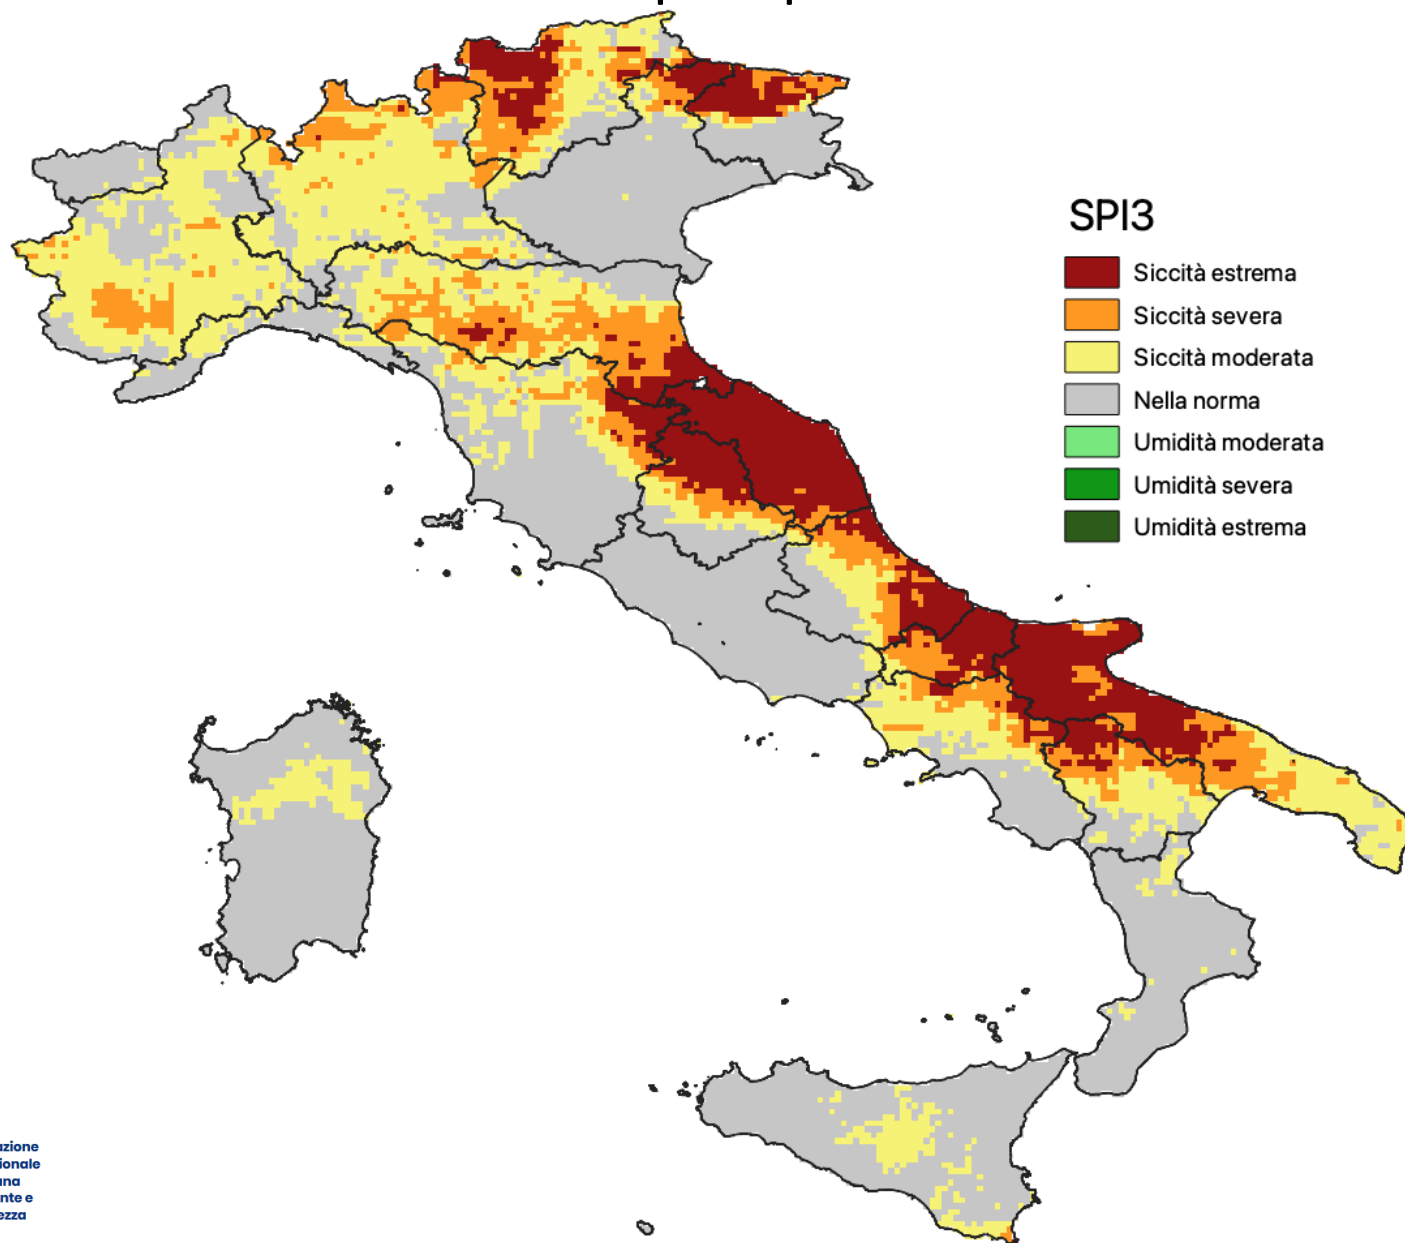 SPI3
Siccità estrema
Siccità severa
Siccità moderata
Nella norma
Umidità moderata
Umidità severa
Umidità estrema